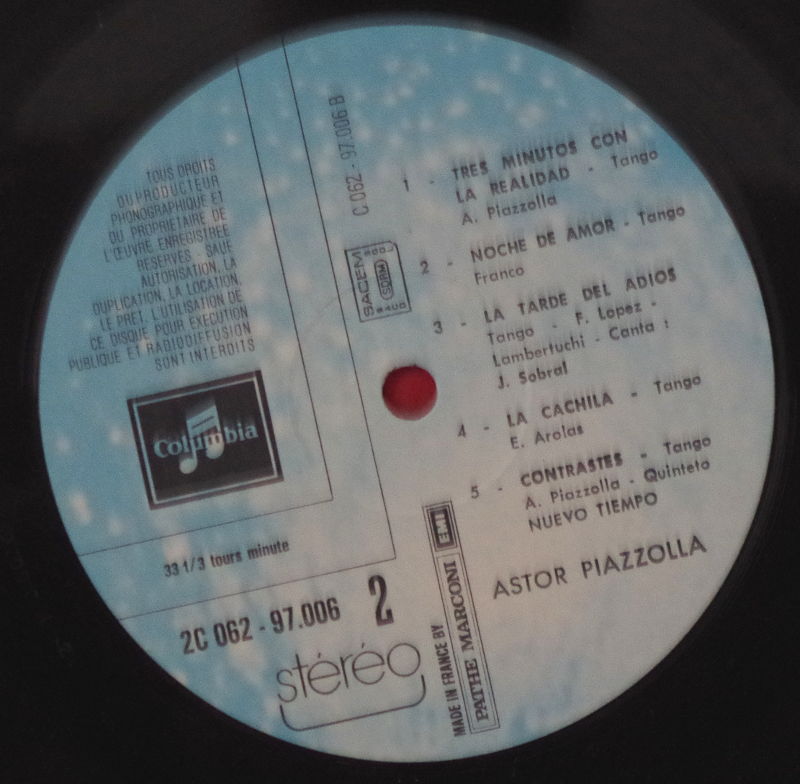 TOUS DROITS
DU PRODUCTEUR
PHONOGRAPHIQUE ET
DU PROPRIETAIRE DE
L'ŒUVRE ENREGISTREE
RESERVES - SAUF
AUTORISATION, LA
DUPLICATION, LA LOCATION,
LE PRET, L'UTILISATION DE
CE DISQUE POUR EXECUTION
PUBLIQUE ET RADIODIFFUSION
SONT INTERDITS
Columbia
33 1/3 tours minute
2C 062 - 97.006
2
stéréo
C 062 - 97.006 B
SACEM
SDRM
1 - TRES MINUTOS CON
LA REALIDAD - Tango
A. Piazzolla
2 - NOCHE DE AMOR - Tango
Franco
3 - LA TARDE DEL ADIOS
Tango - F. Lopez -
Lambertuchi - Canta :
J. Sobral
4 - LA CACHILA - Tango
E. Arolas
5 - CONTRASTES - Tango
A. Piazzolla - Quinteto
NUEVO TIEMPO
ASTOR PIAZZOLLA
MADE IN FRANCE BY
PATHE MARCONI EMI